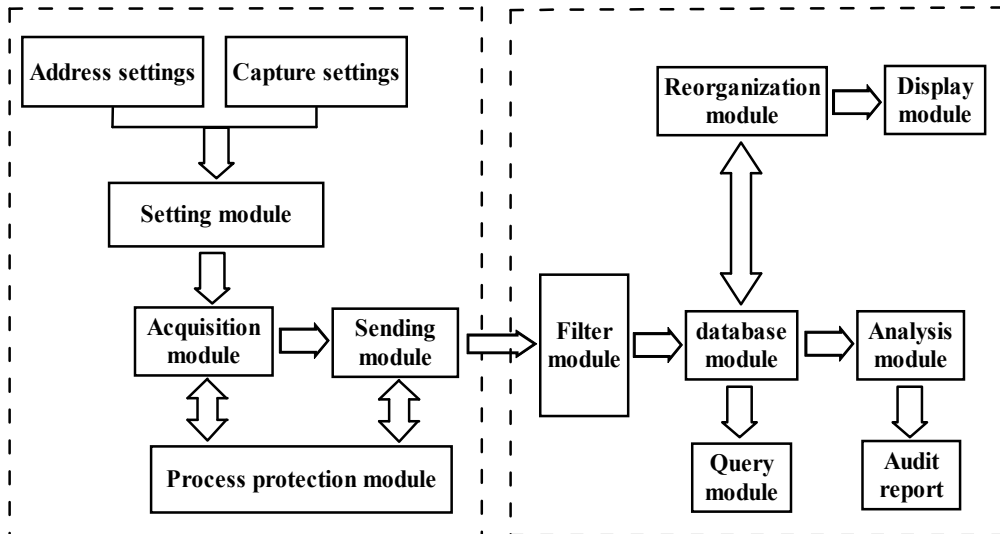 Address settings
Capture settings
Setting module
Acquisition
module
Sending
module
Process protection module
Filter
module
Reorganization
module
Display
module
database
module
Analysis
module
Query
module
Audit
report